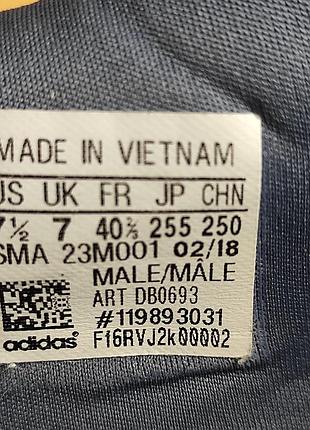 MADE IN VIETNAM
US UK FR JP CHN
7½ 7 40⅔ 255 250
SMA 23M001 02/18
MALE/MÂLE
ART DB0693
#119893031
adidas F16RVJ2k00002